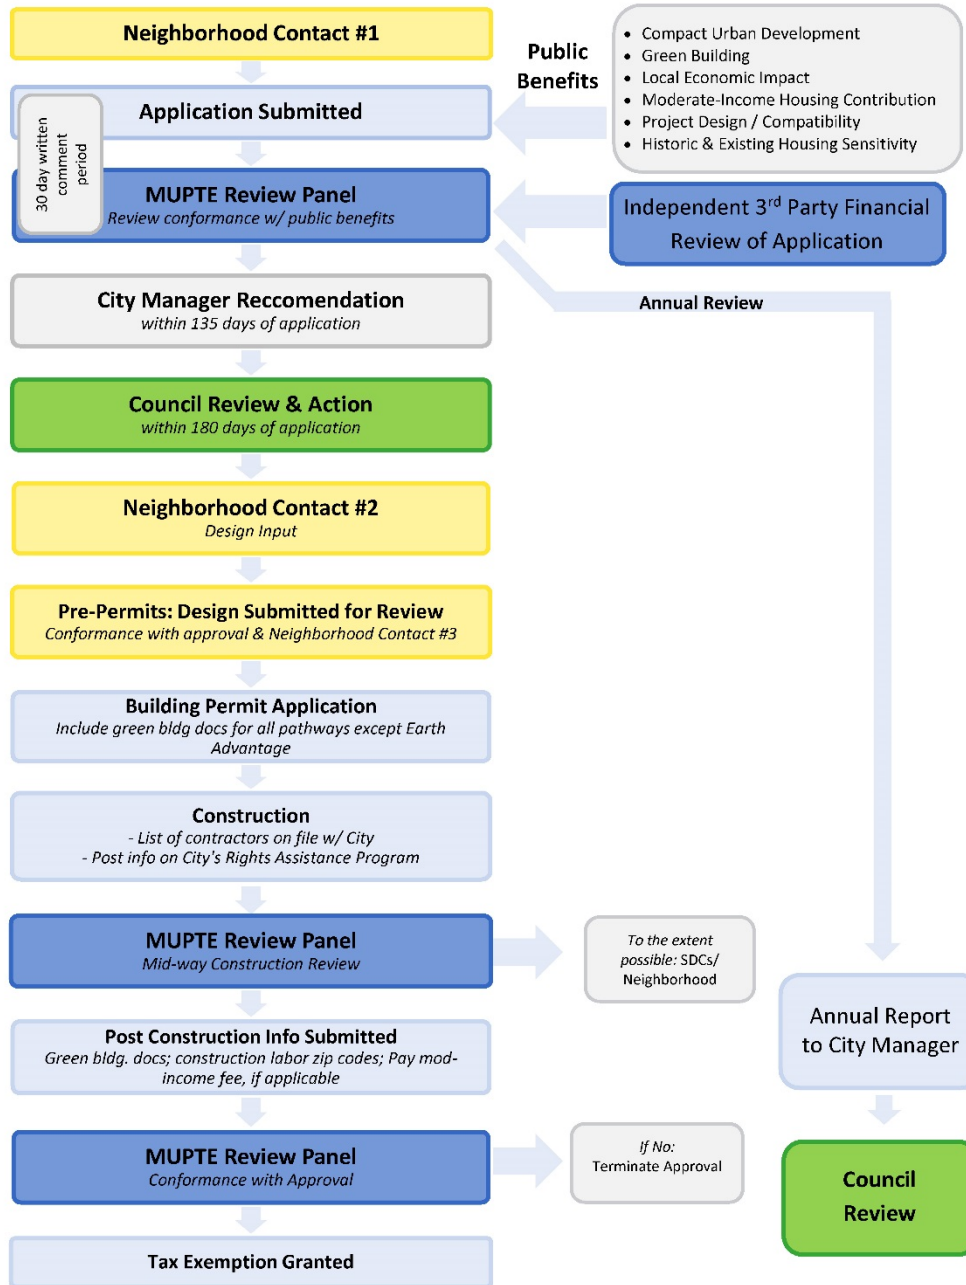 Neighborhood Contact #1
Public
Benefits
• Compact Urban Development
• Green Building
• Local Economic Impact
• Moderate-Income Housing Contribution
• Project Design / Compatibility
• Historic & Existing Housing Sensitivity
Application Submitted
30 day written
comment
period
MUPTE Review Panel
Review conformance w/ public benefits
Independent 3rd Party Financial
Review of Application
City Manager Reccomendation
within 135 days of application
Annual Review
Council Review & Action
within 180 days of application
Neighborhood Contact #2
Design Input
Pre-Permits: Design Submitted for Review
Conformance with approval & Neighborhood Contact #3
Building Permit Application
Include green bldg docs for all pathways except Earth
Advantage
Construction
- List of contractors on file w/ City
- Post info on City's Rights Assistance Program
MUPTE Review Panel
Mid-way Construction Review
To the extent
possible: SDCs/
Neighborhood
Post Construction Info Submitted
Green bldg. docs; construction labor zip codes; Pay mod-
income fee, if applicable
Annual Report
to City Manager
MUPTE Review Panel
Conformance with Approval
If No:
Terminate Approval
Council
Review
Tax Exemption Granted